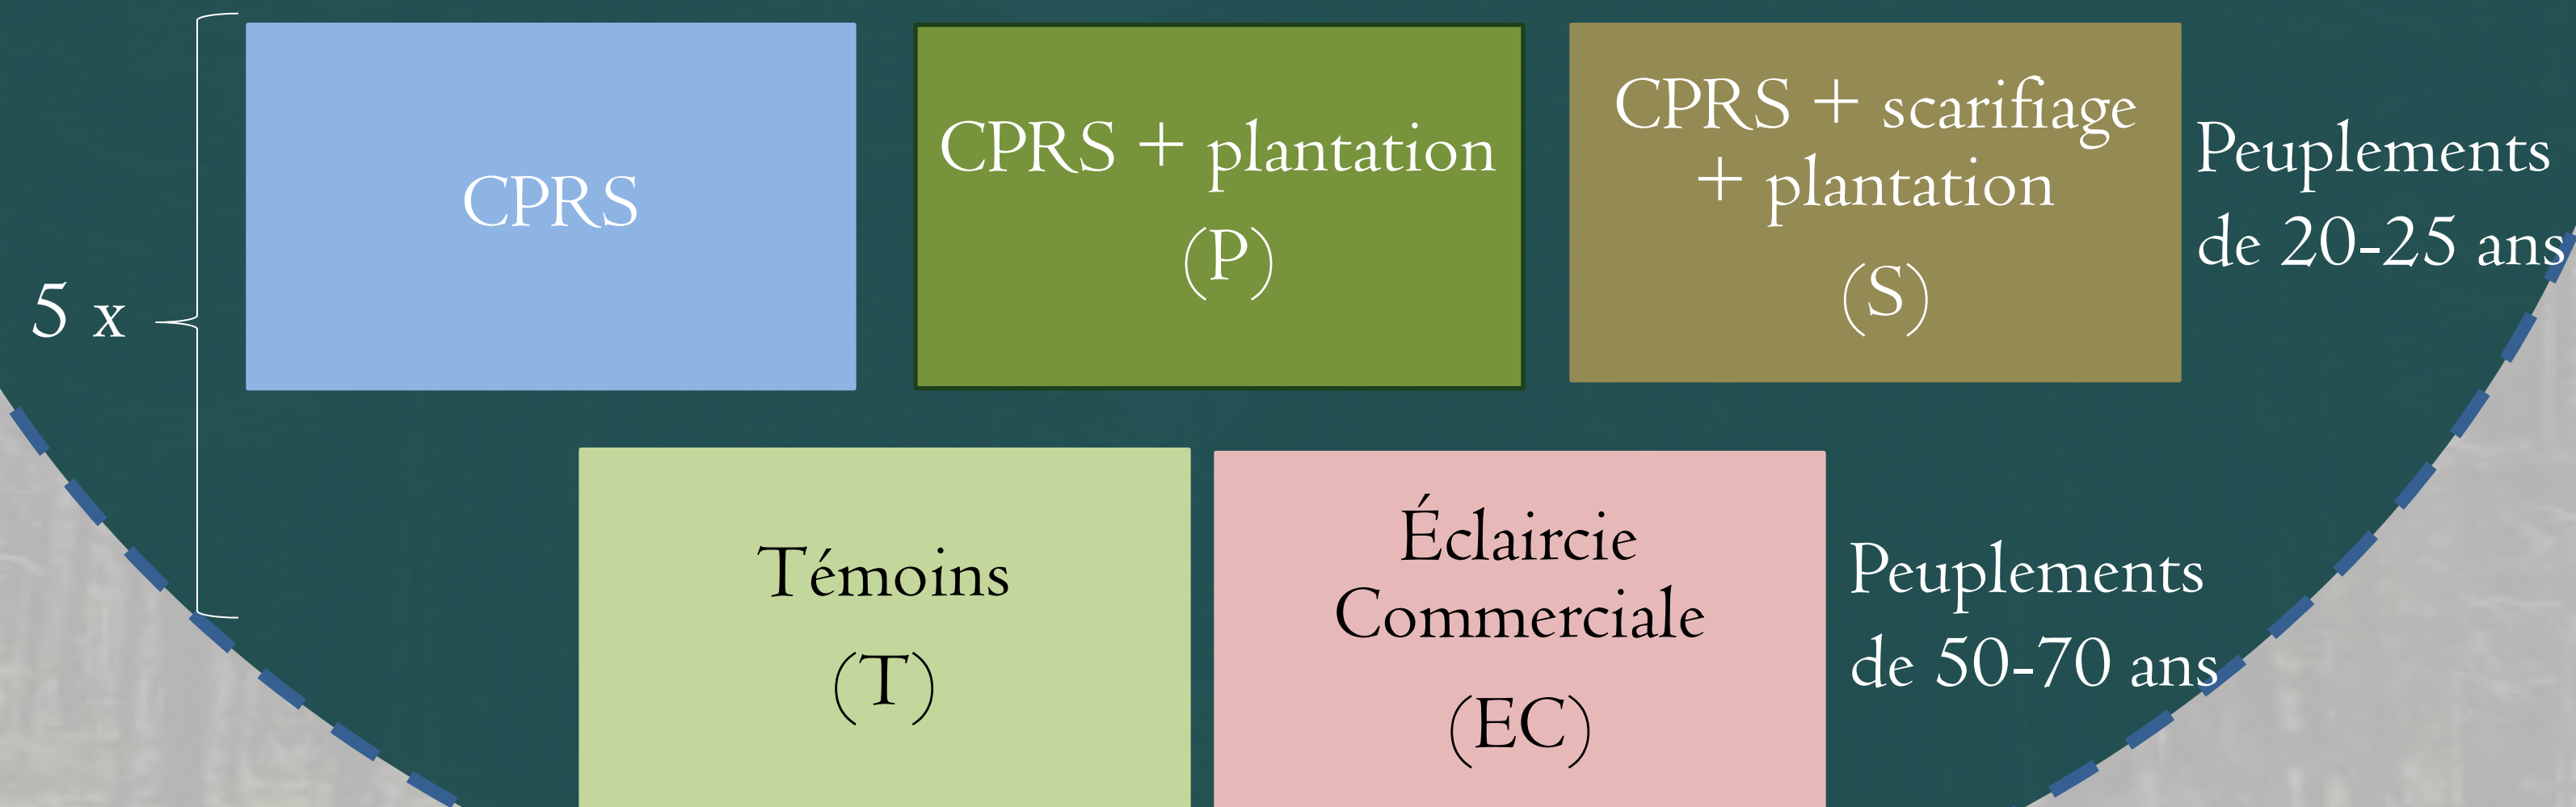 5 x
CPRS
CPRS + plantation
(P)
CPRS + scarifiage
+ plantation
(S)
Peuplements
de 20-25 ans
Témoins
(T)
Éclaircie
Commerciale
(EC)
Peuplements
de 50-70 ans